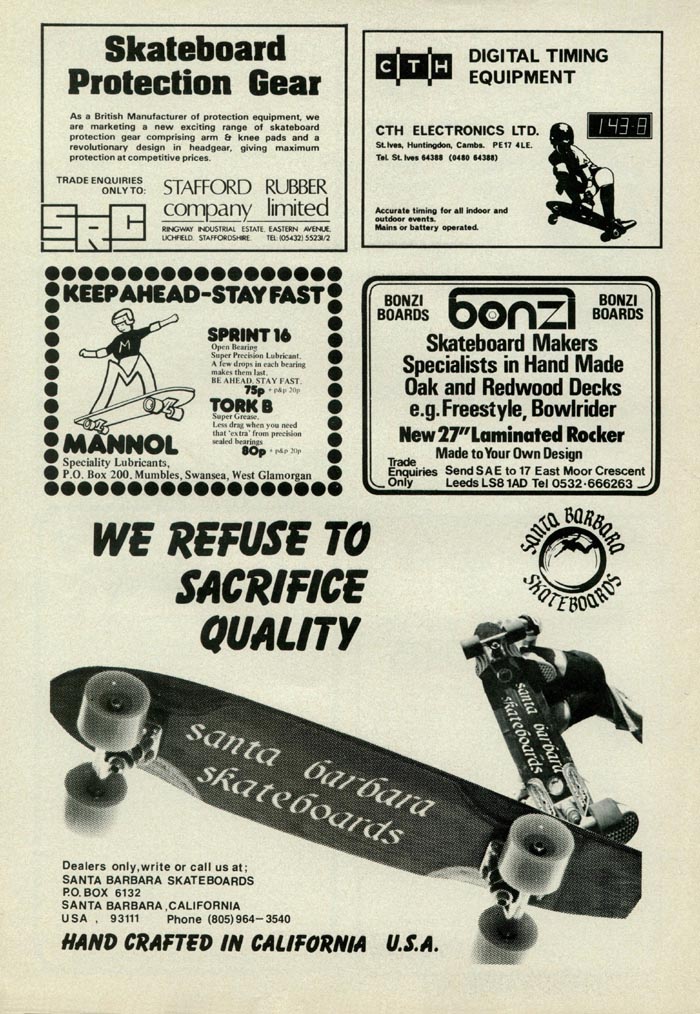 Skateboard
Protection Gear
As a British Manufacturer of protection equipment, we
are marketing a new exciting range of skateboard
protection gear comprising arm & knee pads and a
revolutionary design in headgear, giving maximum
protection at competitive prices.
TRADE ENQUIRIES
ONLY TO:
SRC
STAFFORD RUBBER
company limited
RINGWAY INDUSTRIAL ESTATE, EASTERN AVENUE,
LICHFIELD, STAFFORDSHIRE. TEL: (05432) 55231/2
CTH
DIGITAL TIMING
EQUIPMENT
CTH ELECTRONICS LTD.
St. Ives, Huntingdon, Cambs. PE17 4LE.
Tel. St. Ives 64388 (0480 64388)
143:8
Accurate timing for all indoor and
outdoor events.
Mains or battery operated.
KEEP AHEAD-STAY FAST
M
SPRINT 16
Open Bearing
Super Precision Lubricant.
A few drops in each bearing
makes them last.
BE AHEAD. STAY FAST.
75p + p&p 20p
TORK B
Super Grease.
Less drag when you need
that 'extra' from precision
sealed bearings
80p + p&p 20p
MANNOL
Speciality Lubricants,
P.O. Box 200, Mumbles, Swansea, West Glamorgan
BONZI
BOARDS
bonzi
BONZI
BOARDS
Skateboard Makers
Specialists in Hand Made
Oak and Redwood Decks
e.g. Freestyle, Bowlrider
New 27" Laminated Rocker
Made to Your Own Design
Trade
Enquiries
Only
Send SAE to 17 East Moor Crescent
Leeds LS8 1AD Tel 0532·666263
WE REFUSE TO
SACRIFICE
QUALITY
SANTA BARBARA
SKATEBOARDS
santa barbara
skateboards
santa barbara
skateboards
Dealers only, write or call us at;
SANTA BARBARA SKATEBOARDS
P.O. BOX 6132
SANTA BARBARA, CALIFORNIA
USA, 93111 Phone (805) 964-3540
HAND CRAFTED IN CALIFORNIA U.S.A.